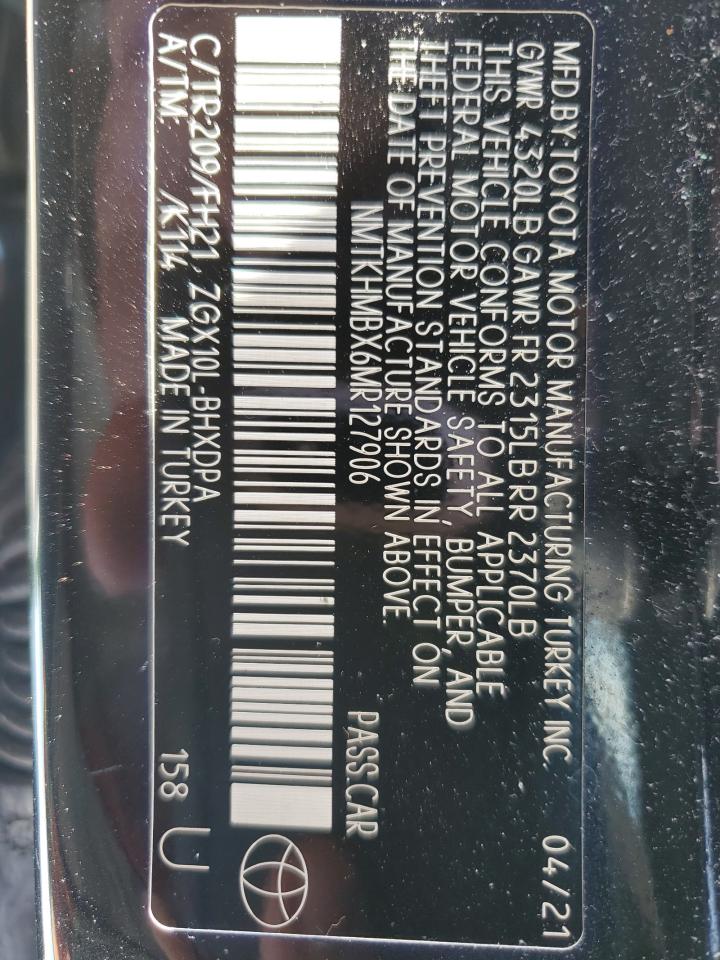 MFD.BY:TOYOTA MOTOR MANUFACTURING TURKEY INC. 04/21
GVWR 4320LB GAWR FR 2315LB RR 2370LB
THIS VEHICLE CONFORMS TO ALL APPLICABLE
FEDERAL MOTOR VEHICLE SAFETY, BUMPER, AND
THEFT PREVENTION STANDARDS IN EFFECT ON
THE DATE OF MANUFACTURE SHOWN ABOVE.
NMTKHMBX6MR127906 PASS.CAR
C/TR:209/FH21 , ZGX10L-BHXDPA
A/TM. /K114 MADE IN TURKEY 158 U